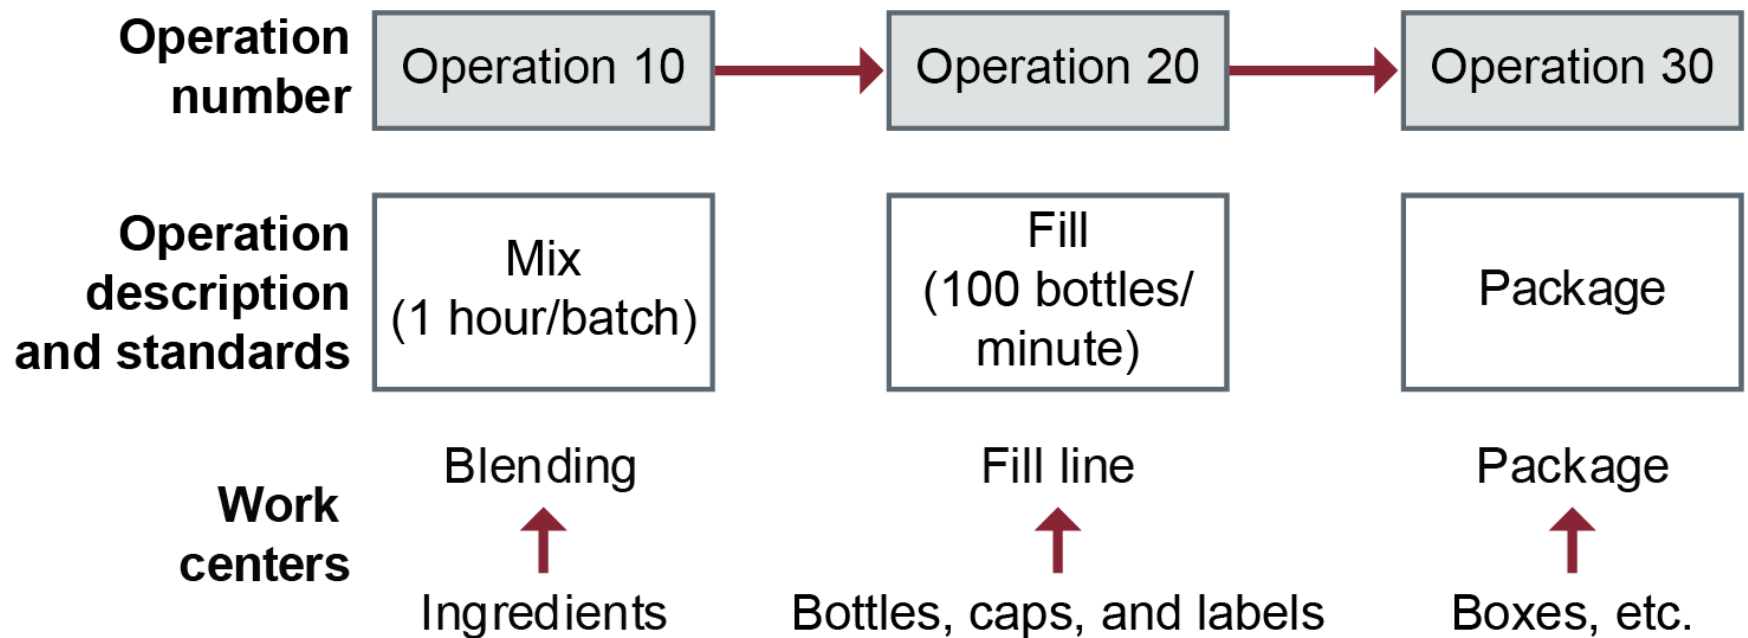 Operation
number
Operation 10
Operation 20
Operation 30
Operation
description
and standards
Mix
(1 hour/batch)
Fill
(100 bottles/
minute)
Package
Work
centers
Blending
Fill line
Package
Ingredients
Bottles, caps, and labels
Boxes, etc.